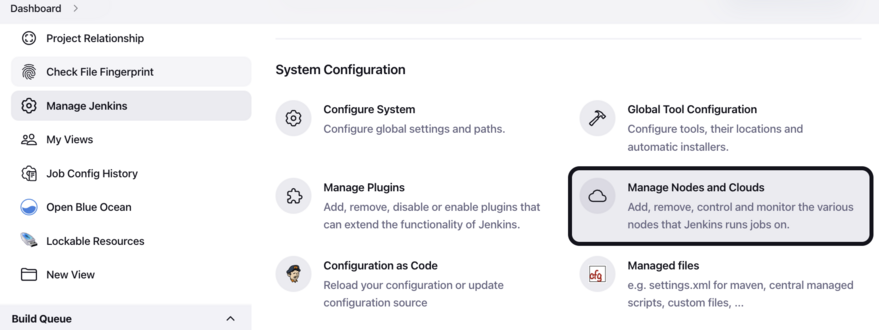 Dashboard
Project Relationship
Check File Fingerprint
Manage Jenkins
My Views
Job Config History
Open Blue Ocean
Lockable Resources
New View
Build Queue
System Configuration
Configure System
Configure global settings and paths.
Global Tool Configuration
Configure tools, their locations and
automatic installers.
Manage Plugins
Add, remove, disable or enable plugins that
can extend the functionality of Jenkins.
Manage Nodes and Clouds
Add, remove, control and monitor the various
nodes that Jenkins runs jobs on.
Configuration as Code
Reload your configuration or update
configuration source
cfg
Managed files
e.g. settings.xml for maven, central managed
scripts, custom files, ...